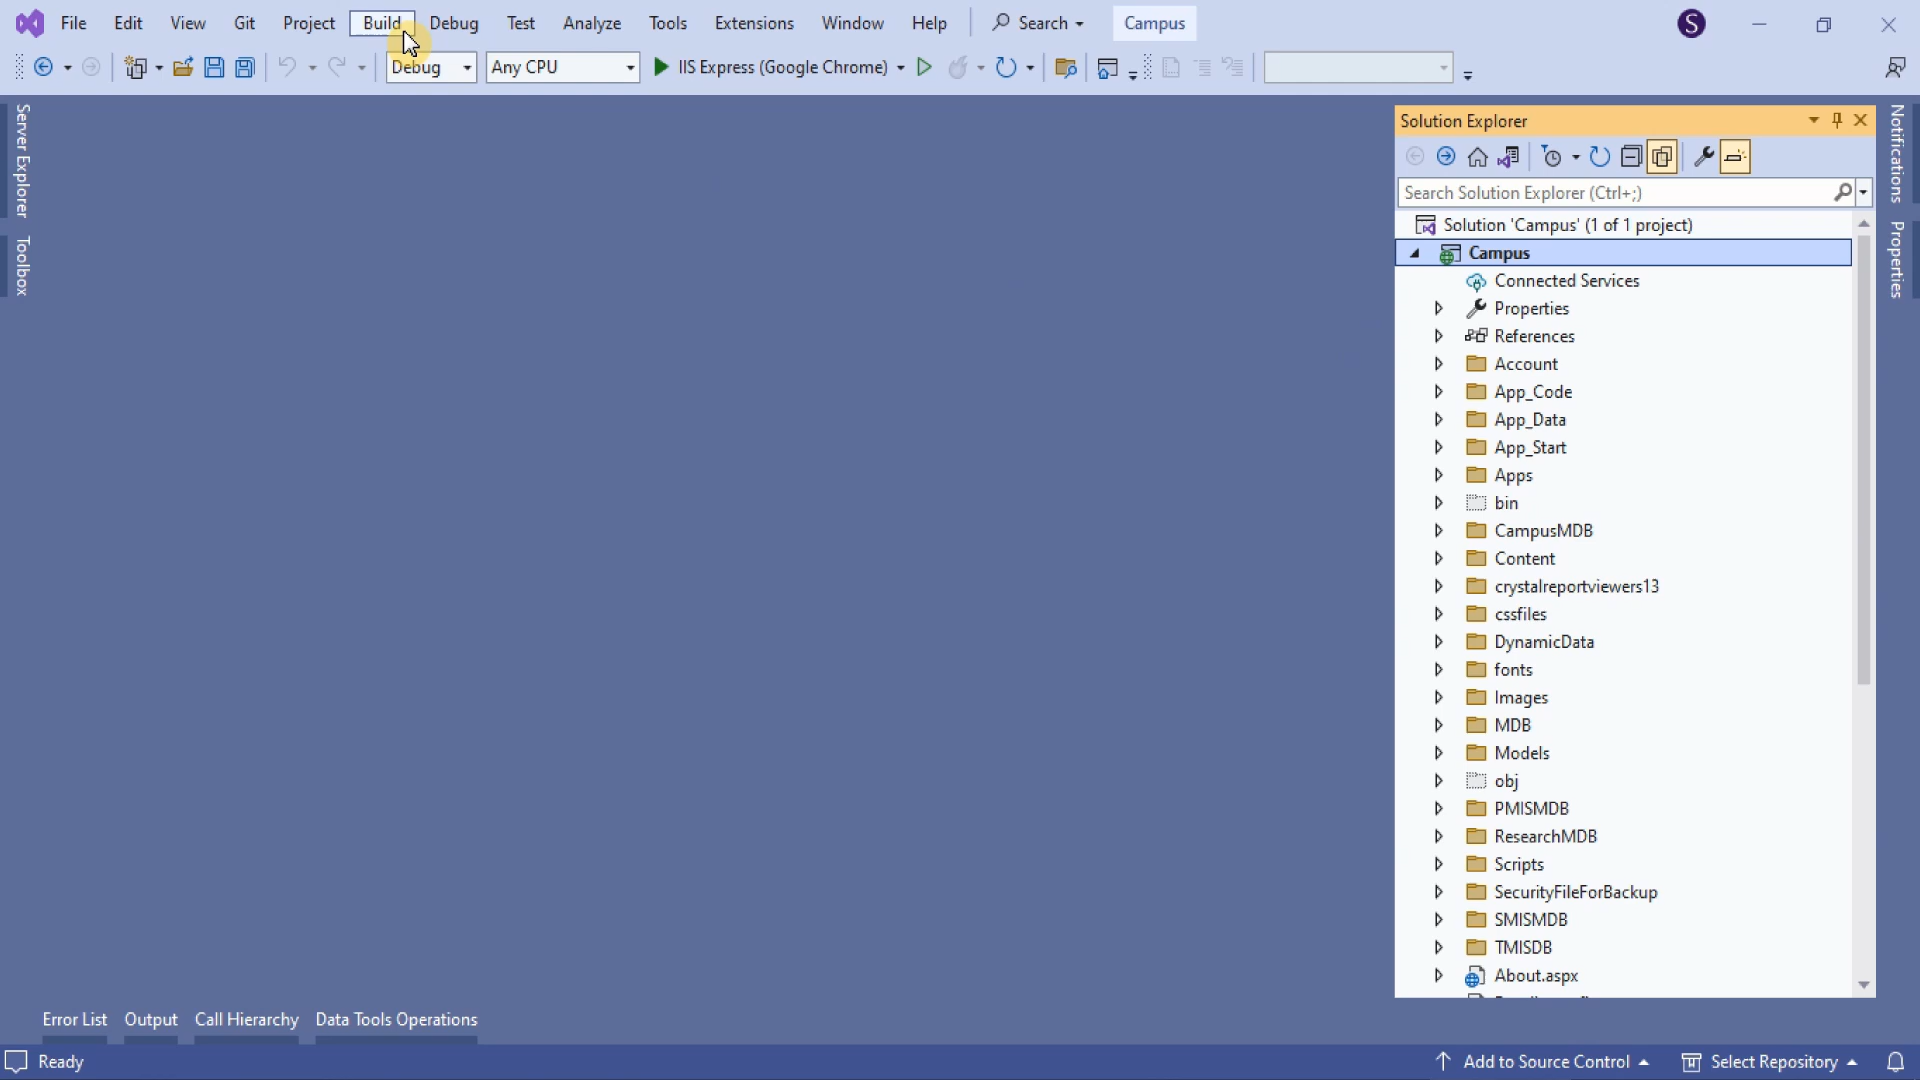 File Edit View Git Project Build Debug Test Analyze Tools Extensions Window Help Search Campus S
Debug Any CPU IIS Express (Google Chrome)
Server Explorer
Toolbox
Solution Explorer
Search Solution Explorer (Ctrl+;)
Solution 'Campus' (1 of 1 project)
Campus
Connected Services
Properties
References
Account
App_Code
App_Data
App_Start
Apps
bin
CampusMDB
Content
crystalreportviewers13
cssfiles
DynamicData
fonts
Images
MDB
Models
obj
PMISMDB
ResearchMDB
Scripts
SecurityFileForBackup
SMISMDB
TMISDB
About.aspx
Notifications
Properties
Error List Output Call Hierarchy Data Tools Operations
Ready Add to Source Control Select Repository